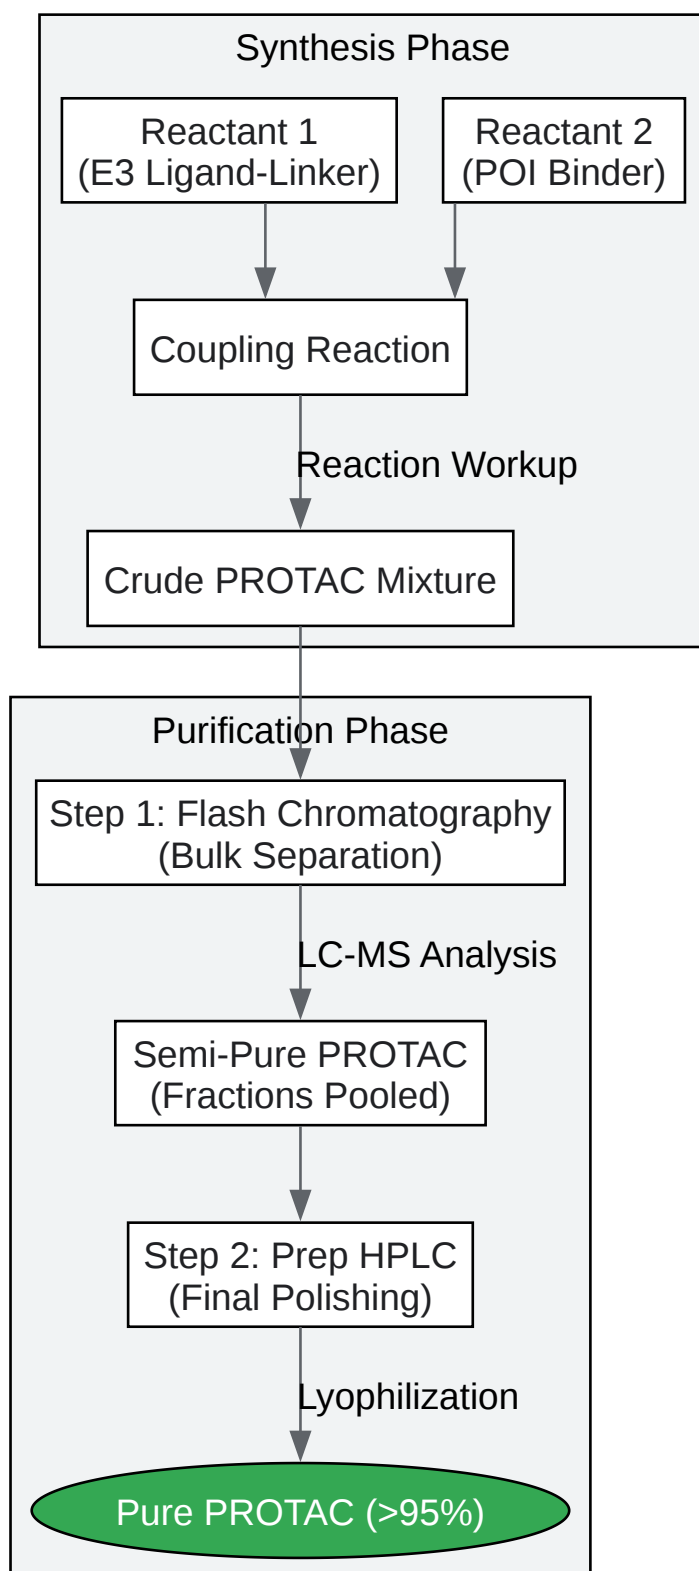 Synthesis Phase
Reactant 1
(E3 Ligand-Linker)
Reactant 2
(POI Binder)
Coupling Reaction
Reaction Workup
Crude PROTAC Mixture
Purification Phase
Step 1: Flash Chromatography
(Bulk Separation)
LC-MS Analysis
Semi-Pure PROTAC
(Fractions Pooled)
Step 2: Prep HPLC
(Final Polishing)
Lyophilization
Pure PROTAC (>95%)